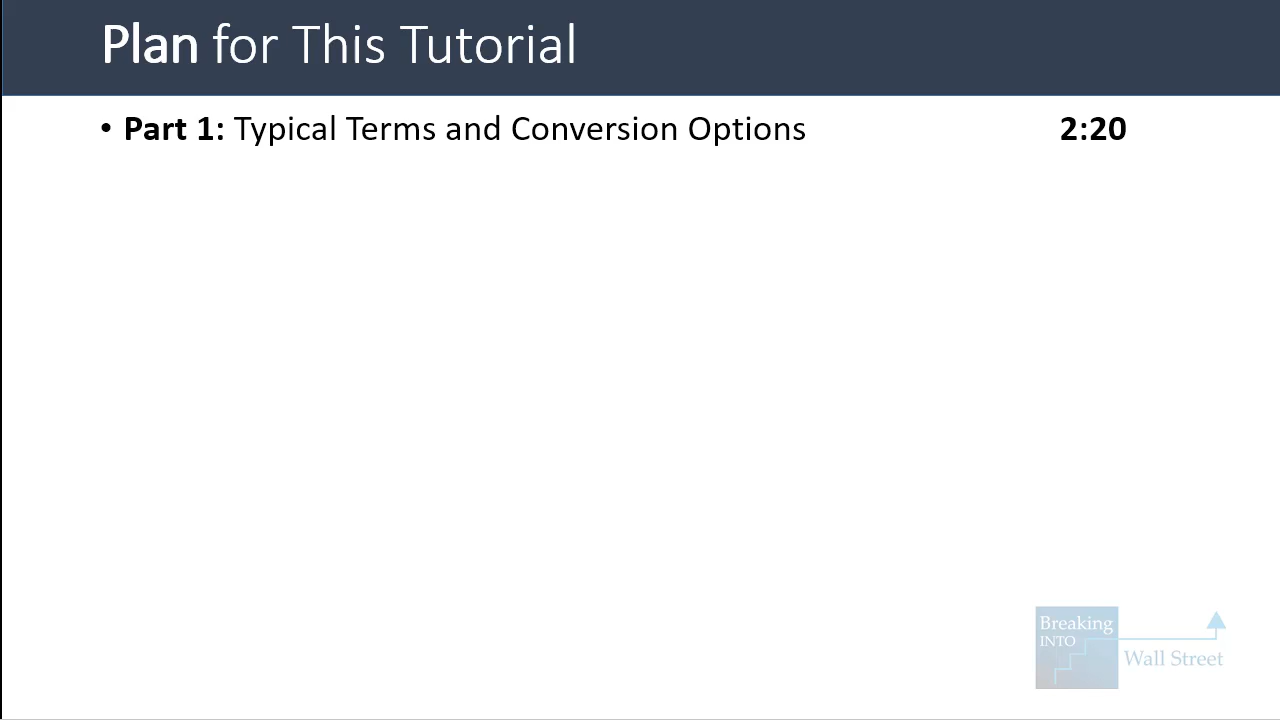 Plan for This Tutorial
• Part 1: Typical Terms and Conversion Options 2:20
Breaking
INTO
Wall Street